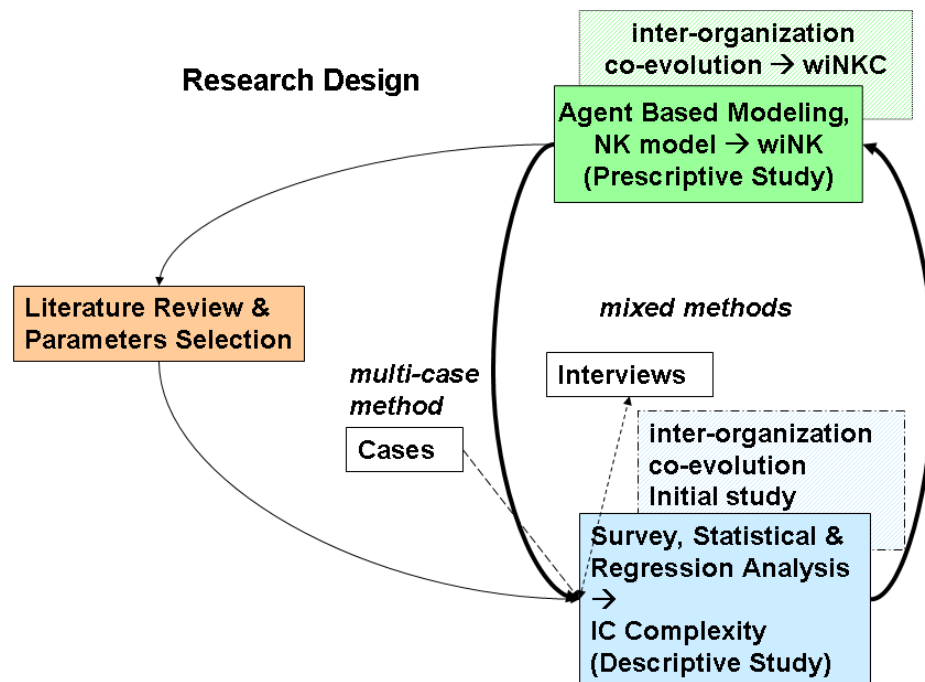 inter-organization
co-evolution → wiNKC
Research Design
Agent Based Modeling,
NK model → wiNK
(Prescriptive Study)
Literature Review &
Parameters Selection
mixed methods
multi-case
method
Interviews
Cases
inter-organization
co-evolution
Initial study
Survey, Statistical &
Regression Analysis
→
IC Complexity
(Descriptive Study)